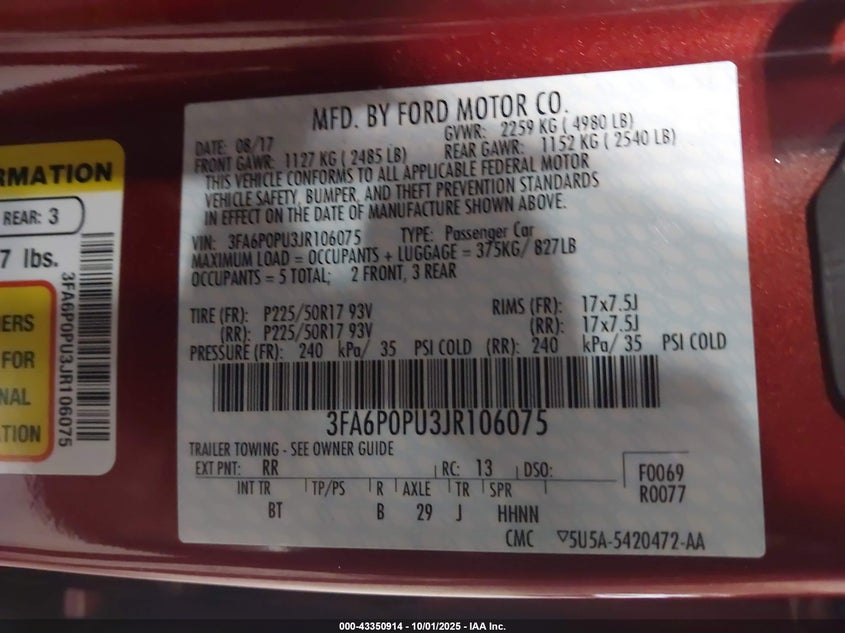 MFD. BY FORD MOTOR CO.
DATE: 08/17
GVWR: 2259 KG ( 4980 LB)
FRONT GAWR: 1127 KG ( 2485 LB)
REAR GAWR: 1152 KG ( 2540 LB)
THIS VEHICLE CONFORMS TO ALL APPLICABLE FEDERAL MOTOR
VEHICLE SAFETY, BUMPER, AND THEFT PREVENTION STANDARDS
IN EFFECT ON THE DATE OF MANUFACTURE SHOWN ABOVE.
VIN: 3FA6P0PU3JR106075 TYPE: Passenger Car
MAXIMUM LOAD = OCCUPANTS + LUGGAGE = 375KG/ 827LB
OCCUPANTS = 5 TOTAL; 2 FRONT, 3 REAR
TIRE (FR): P225/50R17 93V RIMS (FR): 17x7.5J
(RR): P225/50R17 93V (RR): 17x7.5J
PRESSURE (FR): 240 kPa/ 35 PSI COLD (RR): 240 kPa/ 35 PSI COLD
3FA6P0PU3JR106075
TRAILER TOWING - SEE OWNER GUIDE
EXT PNT: RR RC: 13 DSO:
F0069
R0077
INT TR TP/PS R AXLE TR SPR
BT B 29 J HHNN
CMC ▽5U5A-5420472-AA
RMATION
REAR: 3
7 lbs.
3FA6P0PU3JR106075
ERS
FOR
NAL
TION
000-43350914 - 10/01/2025 - IAA Inc.